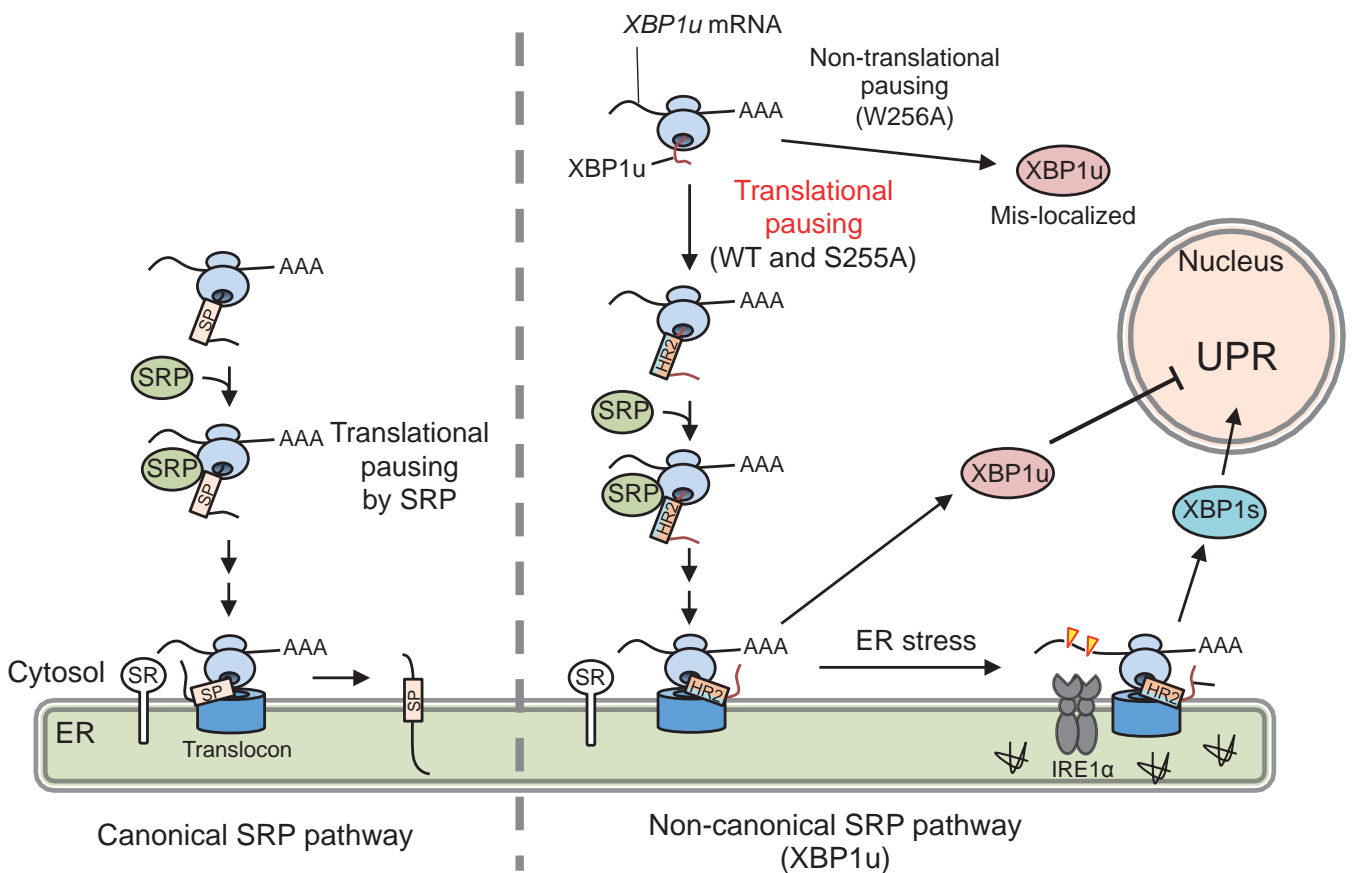 XBP1u mRNA
Non-translational
pausing
(W256A)
AAA
XBP1u
XBP1u
Mis-localized
Translational
pausing
(WT and S255A)
AAA
SP
SRP
AAA
SRP
SP
Translational
pausing
by SRP
AAA
HR2
SRP
AAA
SRP
HR2
Nucleus
UPR
XBP1u
XBP1s
Cytosol
SR
AAA
SP
SP
Translocon
ER
SR
AAA
HR2
ER stress
AAA
HR2
IRE1α
Canonical SRP pathway
Non-canonical SRP pathway
(XBP1u)